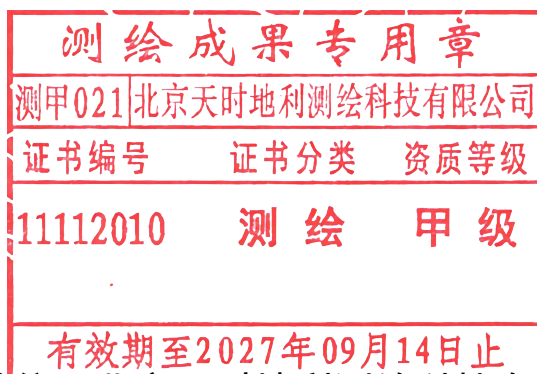 测绘成果专用章
测甲021 北京天时地利测绘科技有限公司
证书编号 证书分类 资质等级
11112010 测绘 甲级
有效期至2027年09月14日止